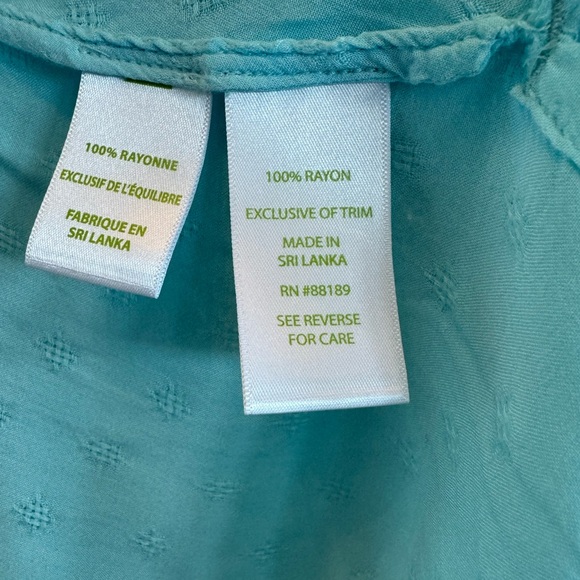 100% RAYONNE
EXCLUSIF DE L'ÉQUILIBRE
FABRIQUE EN
SRI LANKA
100% RAYON
EXCLUSIVE OF TRIM
MADE IN
SRI LANKA
RN #88189
SEE REVERSE
FOR CARE